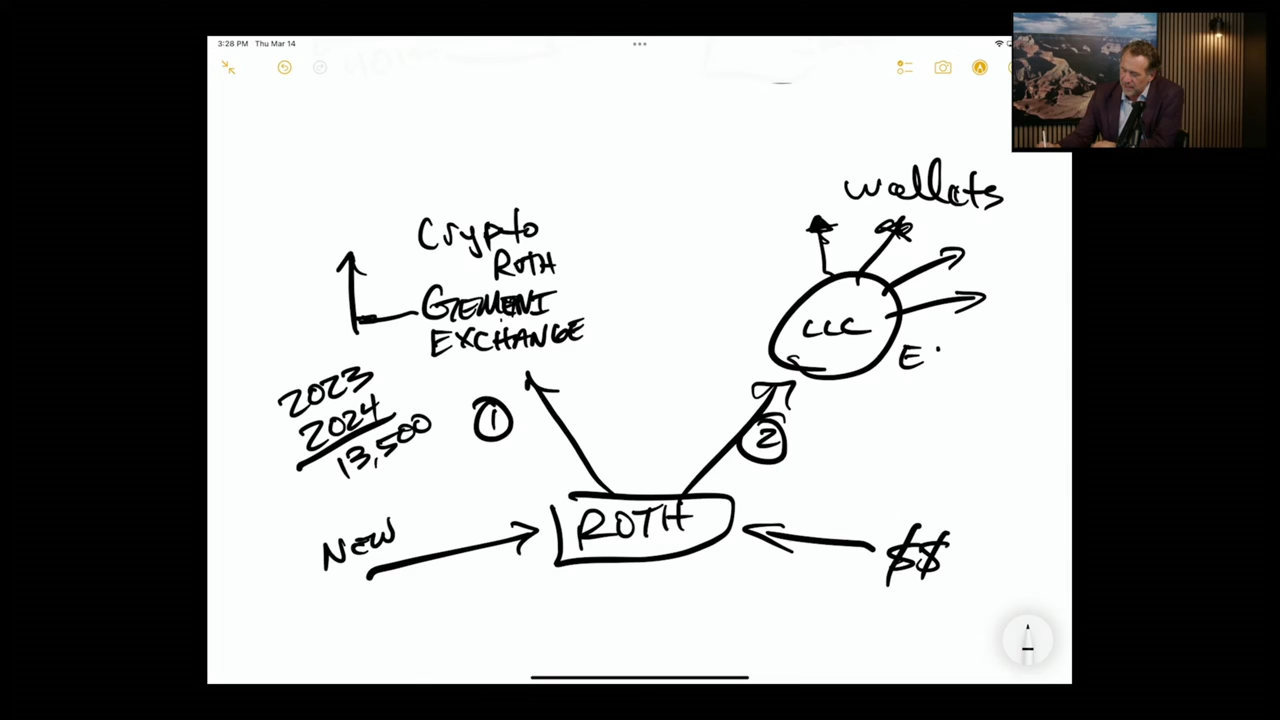 3:28 PM Thu Mar 14
wallets
Crypto
ROTH
GEMENI
EXCHANGE
LLC
E.
2023
2024
13,500
1
2
NEW
ROTH
$$